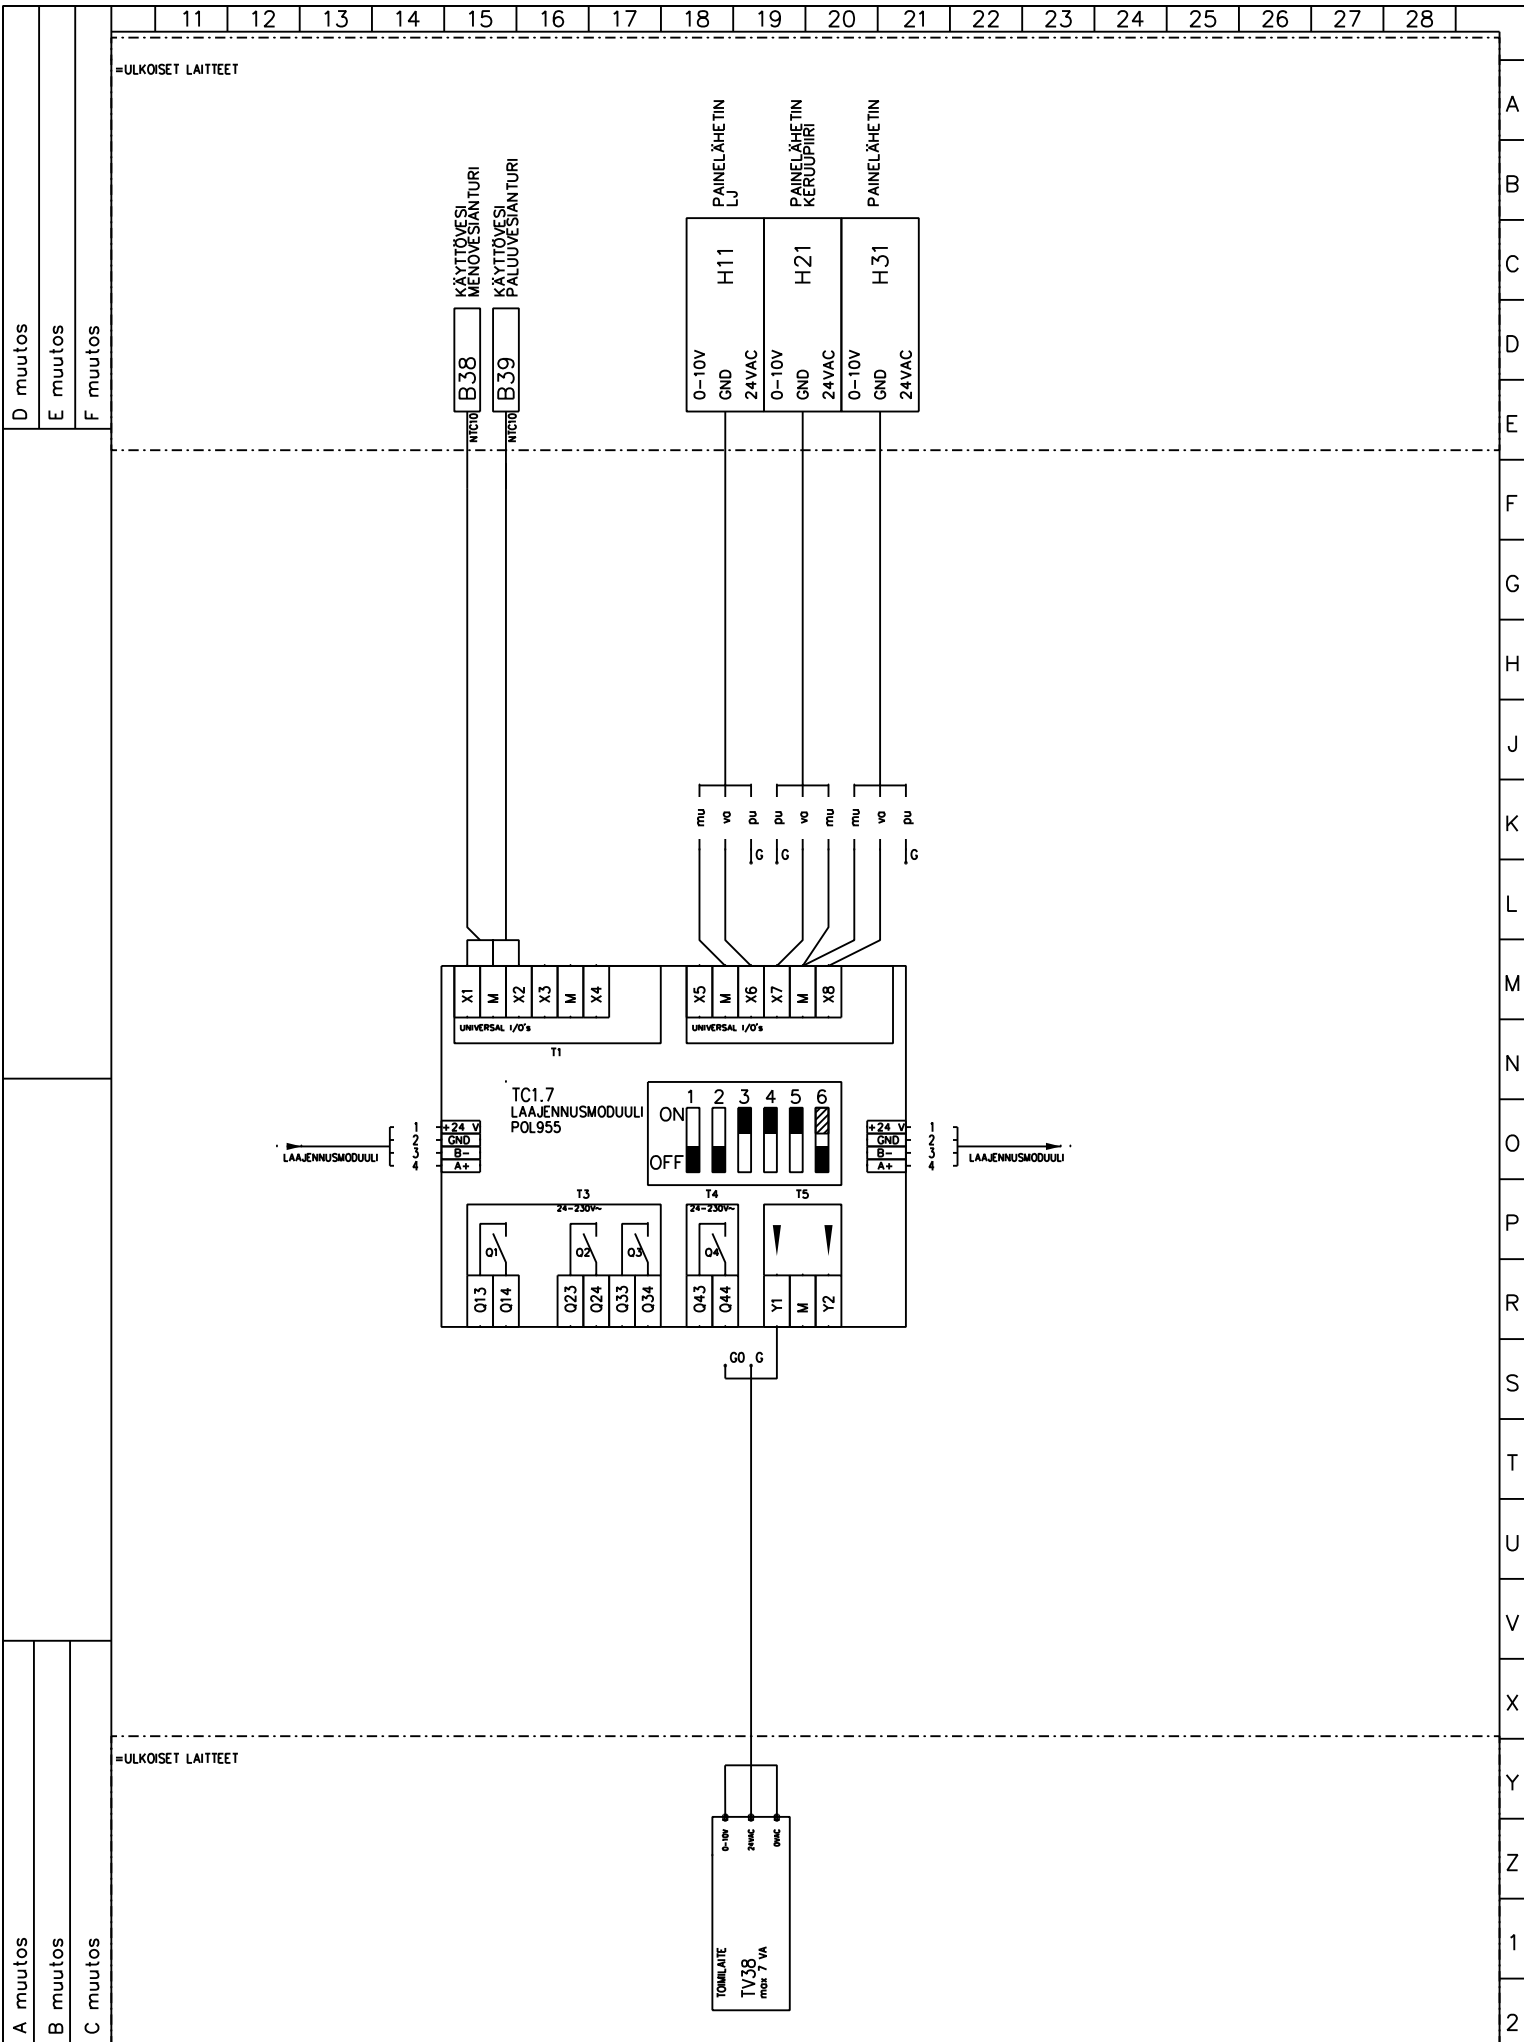 11 12 13 14 15 16 17 18 19 20 21 22 23 24 25 26 27 28
=ULKOISET LAITTEET
A
B
C
D
E
F
G
H
J
K
L
M
N
O
P
R
S
T
U
V
X
Y
Z
1
2
D muutos
E muutos
F muutos
KÄYTTÖVESI
MENOVESIANTURI
KÄYTTÖVESI
PALUUVESIANTURI
B38
B39
NTC10
NTC10
PAINELÄHETIN
LJ
PAINELÄHETIN
KERUUPIIRI
PAINELÄHETIN
H11
H21
H31
0-10V
GND
24VAC
0-10V
GND
24VAC
0-10V
GND
24VAC
mu va pu pu va mu mu va pu
G G G
X1 M X2 X3 M X4
UNIVERSAL I/O's
T1
X5 M X6 X7 M X8
UNIVERSAL I/O's
TC1.7
LAAJENNUSMODUULI
POL955
1 2 3 4 5 6
ON
OFF
1 +24 V
2 GND
3 B-
4 A+
LAAJENNUSMODUULI
+24 V 1
GND 2
B- 3
A+ 4
LAAJENNUSMODUULI
T3
24-230V~
T4
24-230V~
T5
Q1 Q2 Q3 Q4
Q13 Q14 Q23 Q24 Q33 Q34 Q43 Q44 Y1 M Y2
G0 G
=ULKOISET LAITTEET
0-10V
24VAC
0VAC
TOIMILAITE
TV38
max 7 VA
A muutos
B muutos
C muutos